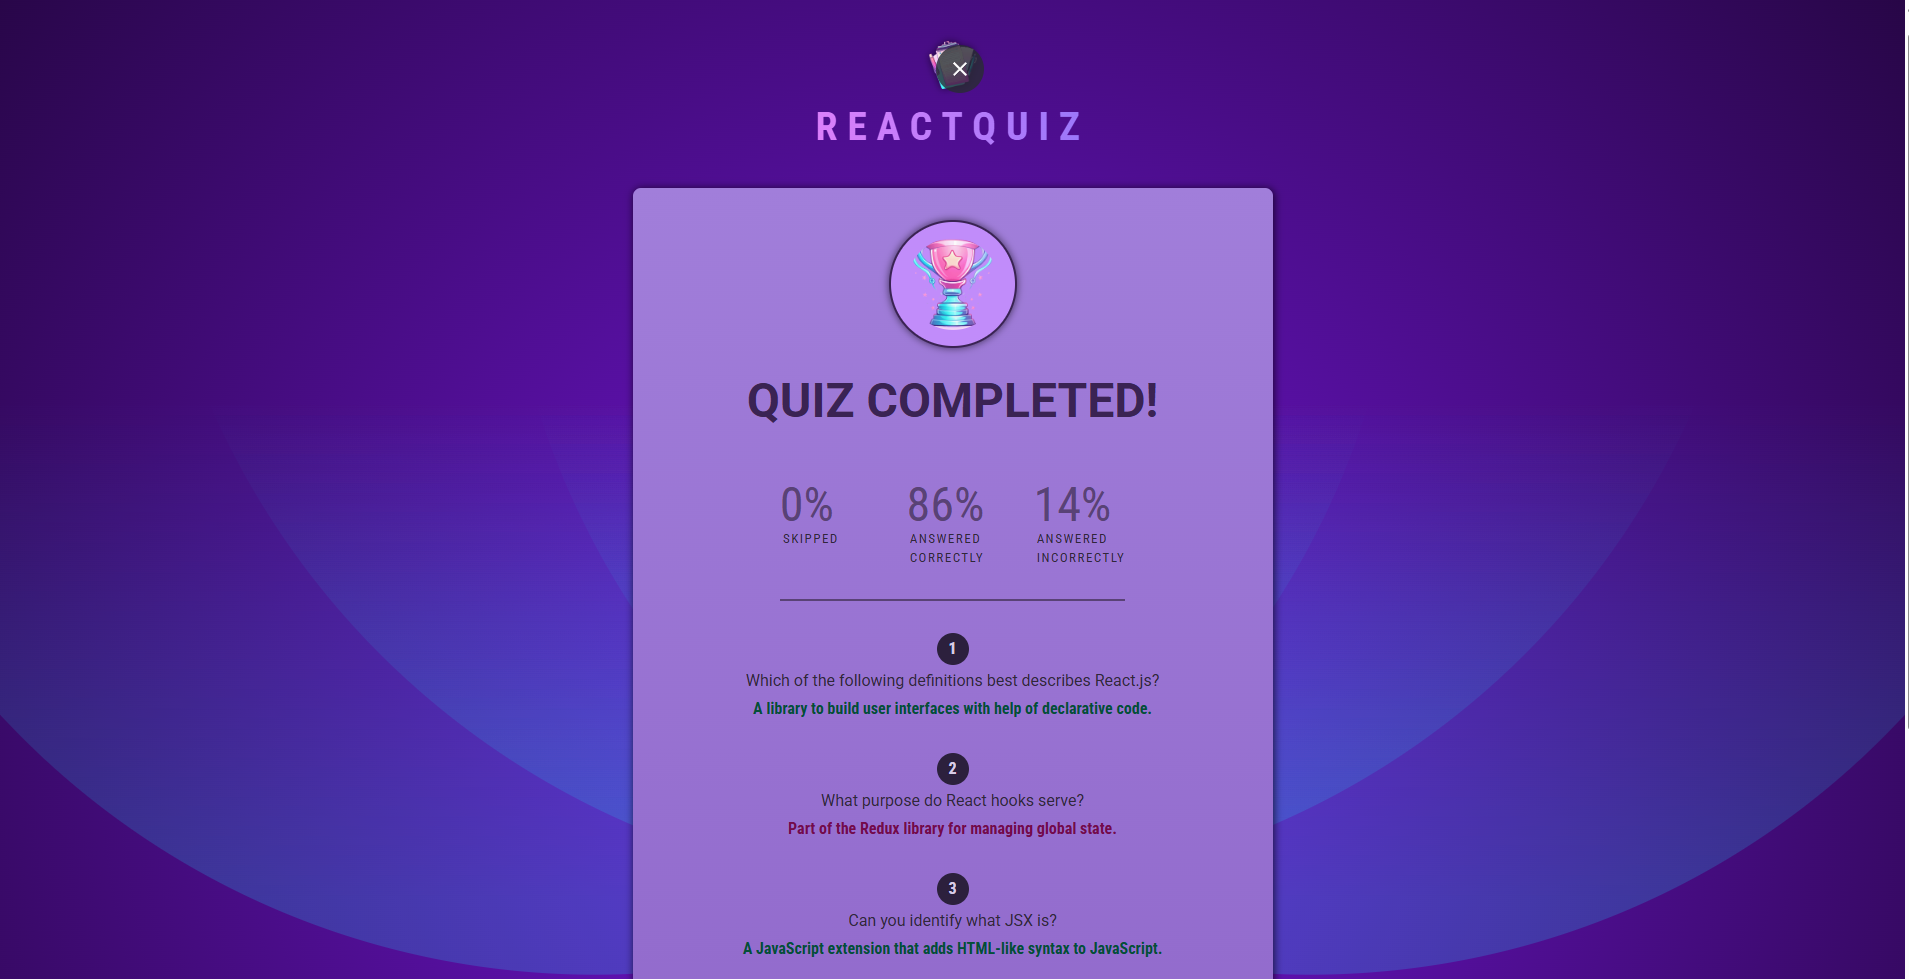 REACTQUIZ
QUIZ COMPLETED!
0% 86% 14%
SKIPPED ANSWERED ANSWERED
CORRECTLY INCORRECTLY
1
Which of the following definitions best describes React.js?
A library to build user interfaces with help of declarative code.
2
What purpose do React hooks serve?
Part of the Redux library for managing global state.
3
Can you identify what JSX is?
A JavaScript extension that adds HTML-like syntax to JavaScript.